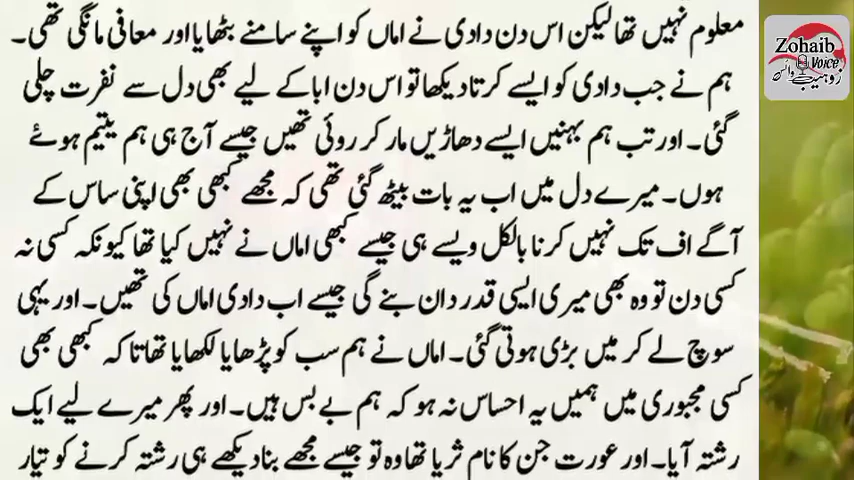 معلوم نہیں تھا لیکن اس دن دادی نے اماں کو اپنے سامنے بٹھایا اور معافی مانگی تھی۔
ہم نے جب دادی کو ایسے کرتا دیکھا تو اس دن ابا کے لیے بھی دل سے نفرت چلی
گئی۔ اور تب ہم بہنیں ایسے دھاڑیں مار کر روئی تھیں جیسے آج ہی ہم یتیم ہوئے
ہوں۔ میرے دل میں اب یہ بات بیٹھ گئی تھی کہ مجھے کبھی بھی اپنی ساس کے
آگے اف تک نہیں کرنا بالکل ویسے ہی جیسے کبھی اماں نے نہیں کیا تھا کیونکہ کسی نہ
کسی دن تو وہ بھی میری ایسی قدر دان بنے گی جیسے اب دادی اماں کی تھیں۔ اور یہی
سوچ لے کر میں بڑی ہوتی گئی۔ اماں نے ہم سب کو پڑھایا لکھایا تھا تا کہ کبھی بھی
کسی مجبوری میں ہمیں یہ احساس نہ ہو کہ ہم بے بس ہیں۔ اور پھر میرے لیے ایک
رشتہ آیا۔ اور عورت جن کا نام ثریا تھا وہ تو جیسے مجھے بنا دیکھے ہی رشتہ کرنے کو تیار
Zohaib
Voice
زوہیب وائس